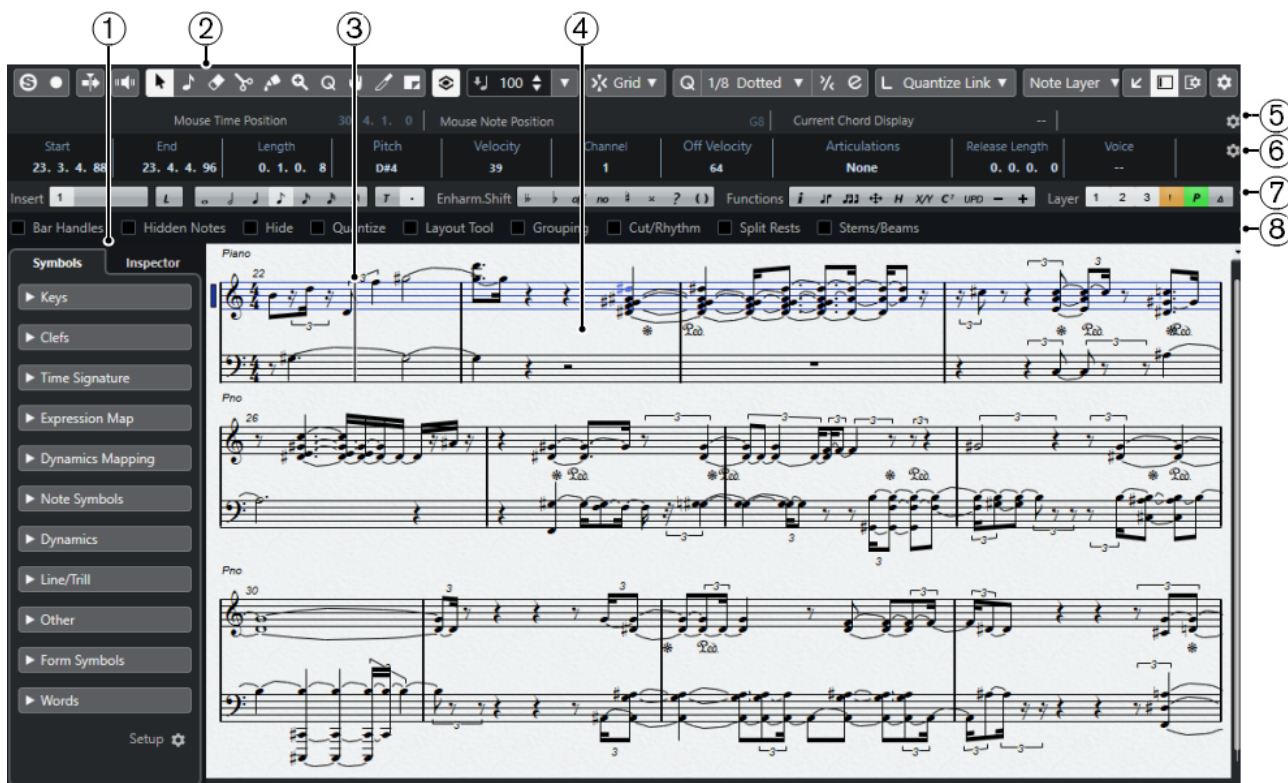 1 2 3 4
S 100 Grid Q 1/8 Dotted e L Quantize Link Note Layer
Mouse Time Position 30. 4. 1. 0 Mouse Note Position G8 Current Chord Display -- 5
Start End Length Pitch Velocity Channel Off Velocity Articulations Release Length Voice 6
23. 3. 4. 88 23. 4. 4. 96 0. 1. 0. 8 D#4 39 1 64 None 0. 0. 0. 0 --
Insert 1 L T . Enharm.Shift no ? ( ) Functions i H X/Y C7 UPD − + Layer 1 2 3 ! P 7
Bar Handles Hidden Notes Hide Quantize Layout Tool Grouping Cut/Rhythm Split Rests Stems/Beams 8
Symbols Inspector
Keys
Clefs
Time Signature
Expression Map
Dynamics Mapping
Note Symbols
Dynamics
Line/Trill
Other
Form Symbols
Words
Setup
Piano
22
Pno
26
Pno
30